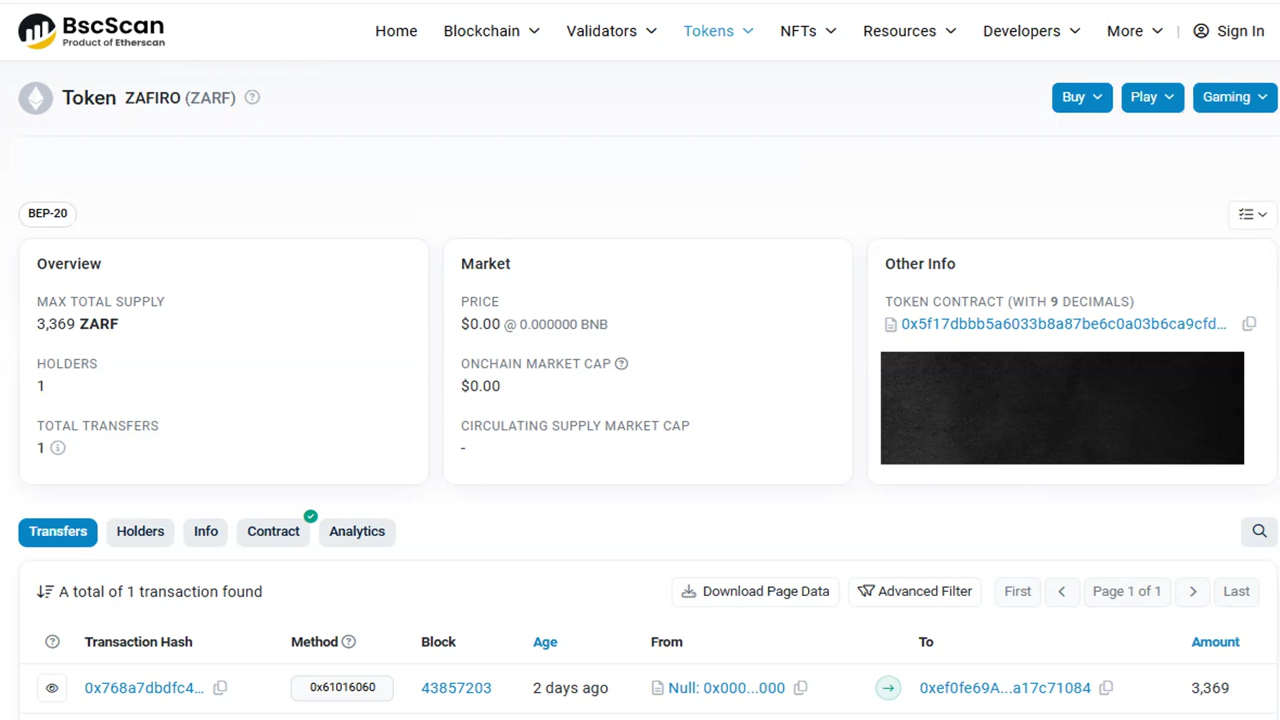 BscScan
Product of Etherscan
Home Blockchain Validators Tokens NFTs Resources Developers More | Sign In
Token ZAFIRO (ZARF)
Buy Play Gaming
BEP-20
Overview
MAX TOTAL SUPPLY
3,369 ZARF
HOLDERS
1
TOTAL TRANSFERS
1
Market
PRICE
$0.00 @ 0.000000 BNB
ONCHAIN MARKET CAP
$0.00
CIRCULATING SUPPLY MARKET CAP
-
Other Info
TOKEN CONTRACT (WITH 9 DECIMALS)
0x5f17dbbb5a6033b8a87be6c0a03b6ca9cfd...
Transfers Holders Info Contract Analytics
A total of 1 transaction found
Download Page Data Advanced Filter First Page 1 of 1 Last
Transaction Hash Method Block Age From To Amount
0x768a7dbdfc4... 0x61016060 43857203 2 days ago Null: 0x000...000 0xef0fe69A...a17c71084 3,369